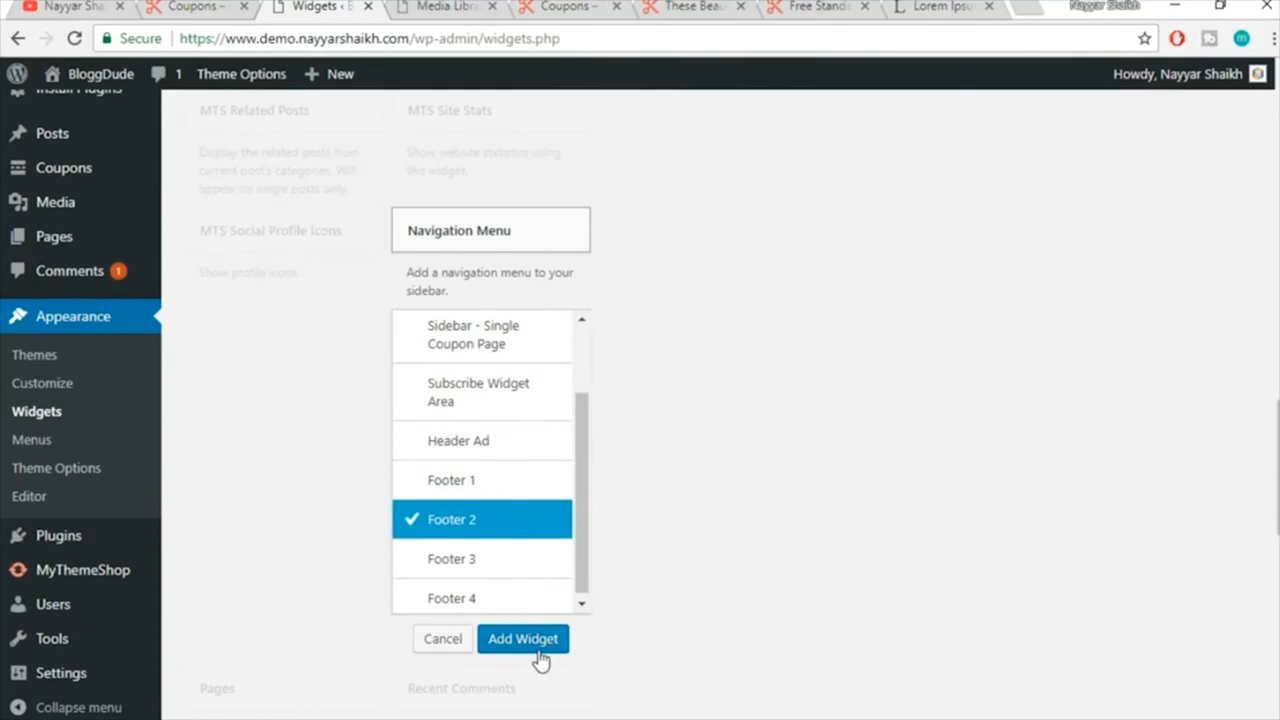 Nayyar Sha
Coupons –
Widgets ‹ B
Media Libra
Coupons –
These Beau
Free Stand
Lorem Ipsu
Nayyar Shaikh
Secure
https://www.demo.nayyarshaikh.com/wp-admin/widgets.php
BloggDude
1
Theme Options
New
Howdy, Nayyar Shaikh
Install Plugins
Posts
Coupons
Media
Pages
Comments 1
Appearance
Themes
Customize
Widgets
Menus
Theme Options
Editor
Plugins
MyThemeShop
Users
Tools
Settings
Collapse menu
MTS Related Posts
Display the related posts from
current post's categories. Will
appear on single posts only.
MTS Site Stats
Show website statistics using
this widget.
MTS Social Profile Icons
Show profile icons.
Navigation Menu
Add a navigation menu to your
sidebar.
Sidebar - Single
Coupon Page
Subscribe Widget
Area
Header Ad
Footer 1
Footer 2
Footer 3
Footer 4
Cancel
Add Widget
Pages
Recent Comments